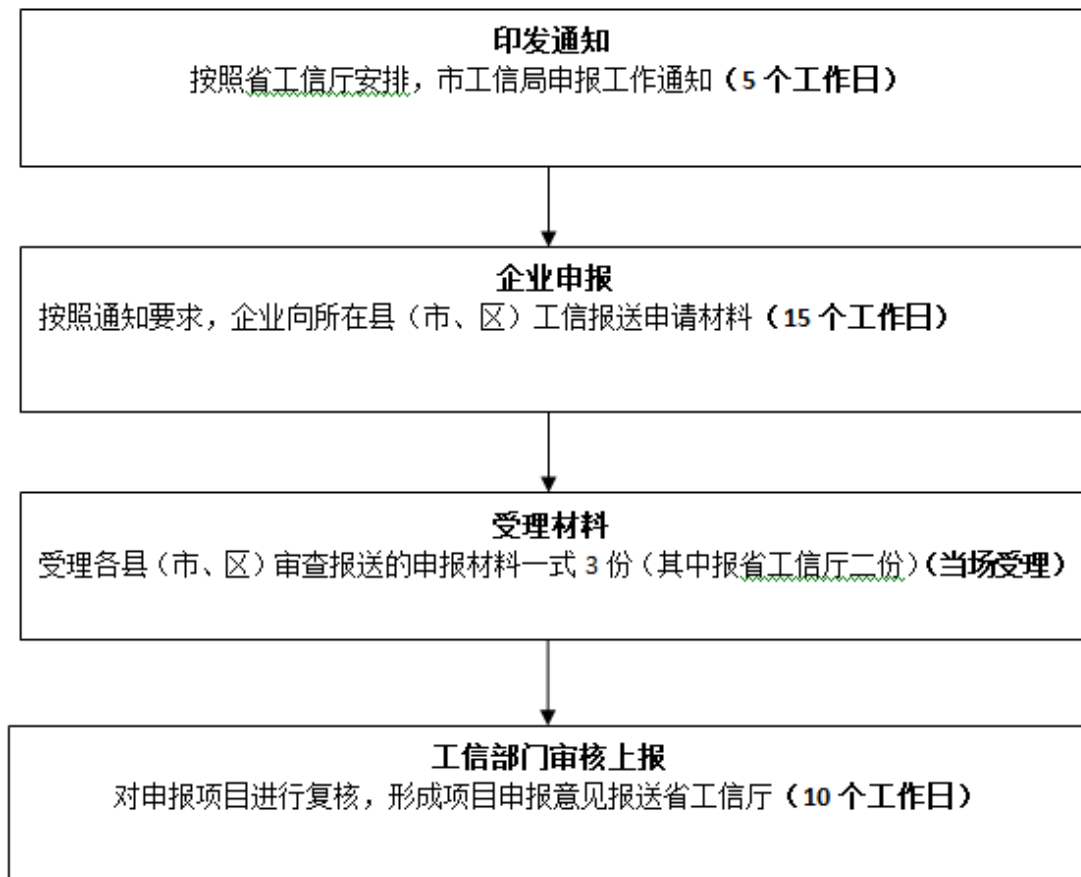 印发通知
按照省工信厅安排，市工信局申报工作通知（5 个工作日）
企业申报
按照通知要求，企业向所在县（市、区）工信报送申请材料（15 个工作日）
受理材料
受理各县（市、区）审查报送的申报材料一式 3 份（其中报省工信厅二份）（当场受理）
工信部门审核上报
对申报项目进行复核，形成项目申报意见报送省工信厅（10 个工作日）